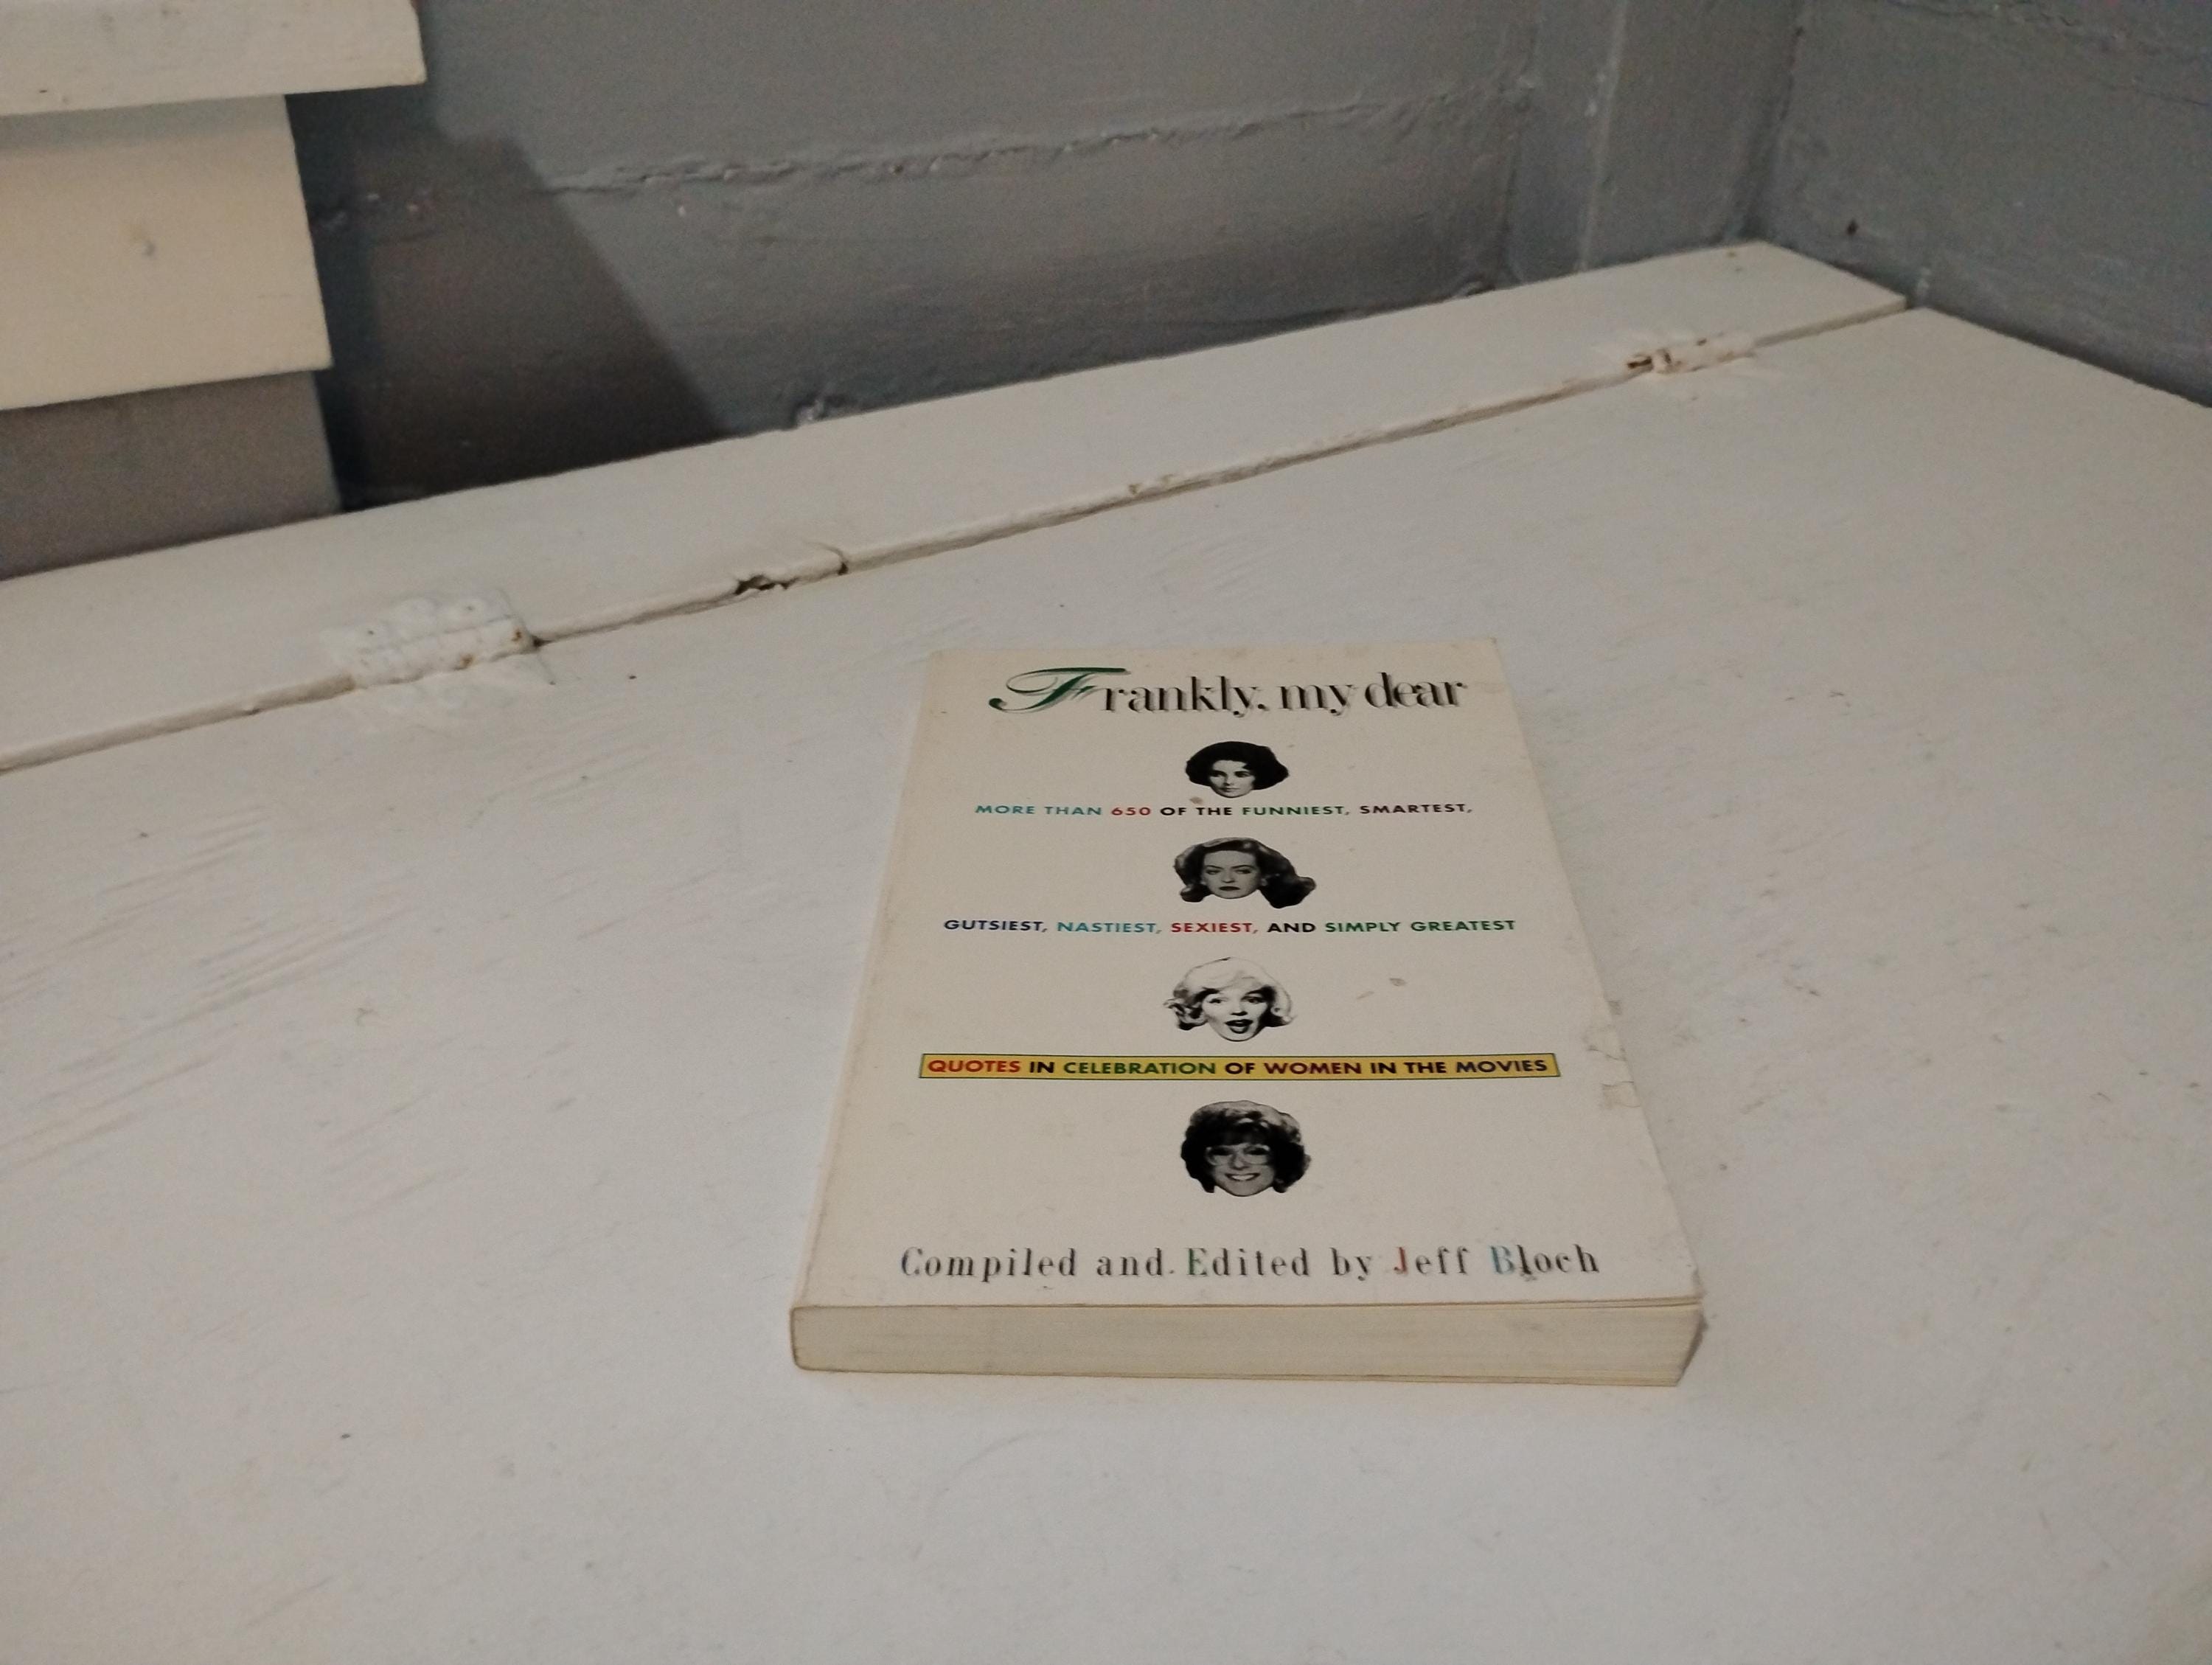 Frankly, my dear
MORE THAN 650 OF THE FUNNIEST, SMARTEST,
GUTSIEST, NASTIEST, SEXIEST, AND SIMPLY GREATEST
QUOTES IN CELEBRATION OF WOMEN IN THE MOVIES
Compiled and Edited by Jeff Bloch